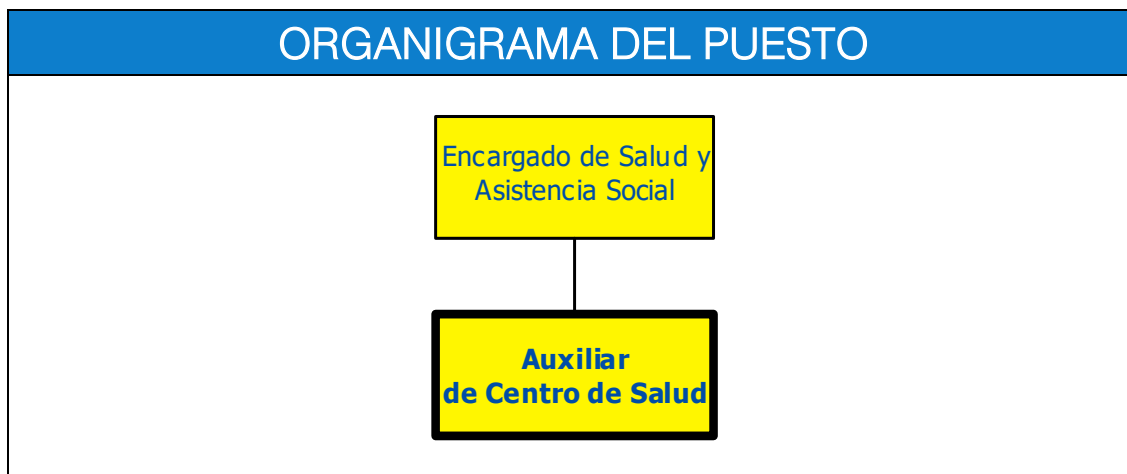 ORGANIGRAMA DEL PUESTO
Encargado de Salud y
Asistencia Social
Auxiliar
de Centro de Salud